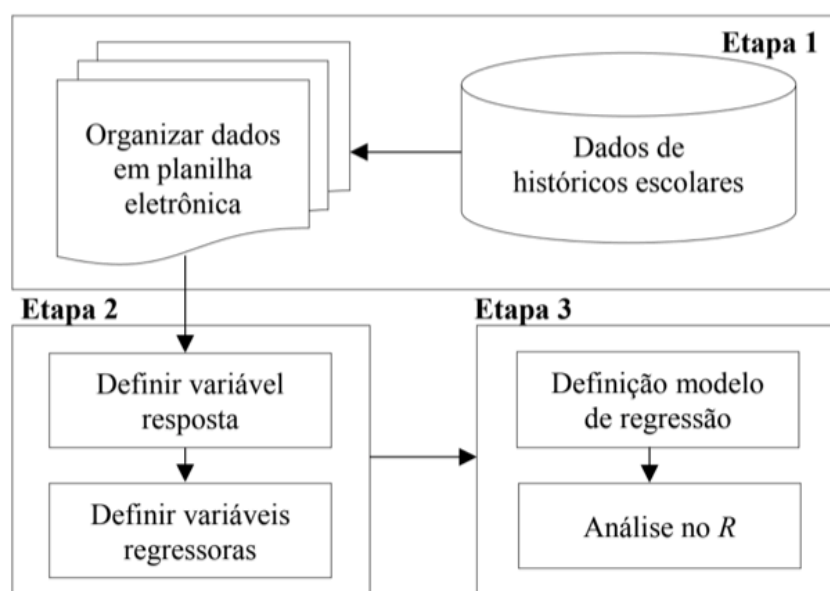 Etapa 1
Organizar dados
em planilha
eletrônica
Dados de
históricos escolares
Etapa 2
Definir variável
resposta
Definir variáveis
regressoras
Etapa 3
Definição modelo
de regressão
Análise no R